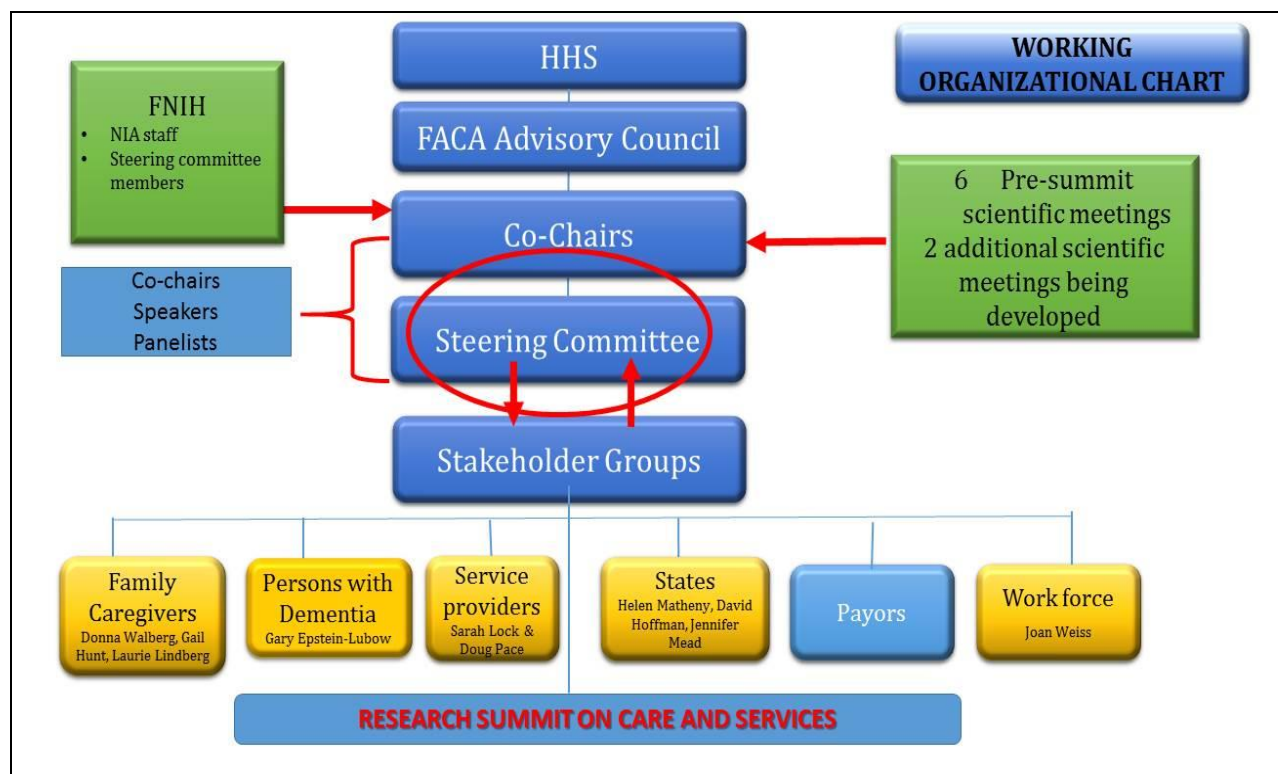 HHS
WORKING
ORGANIZATIONAL CHART
FNIH
• NIA staff
• Steering committee
members
FACA Advisory Council
6 Pre-summit
scientific meetings
2 additional scientific
meetings being
developed
Co-Chairs
Co-chairs
Speakers
Panelists
Steering Committee
Stakeholder Groups
Family
Caregivers
Donna Walberg, Gail
Hunt, Laurie Lindberg
Persons with
Dementia
Gary Epstein-Lubow
Service
providers
Sarah Lock &
Doug Pace
States
Helen Matheny, David
Hoffman, Jennifer
Mead
Payors
Work force
Joan Weiss
RESEARCH SUMMIT ON CARE AND SERVICES